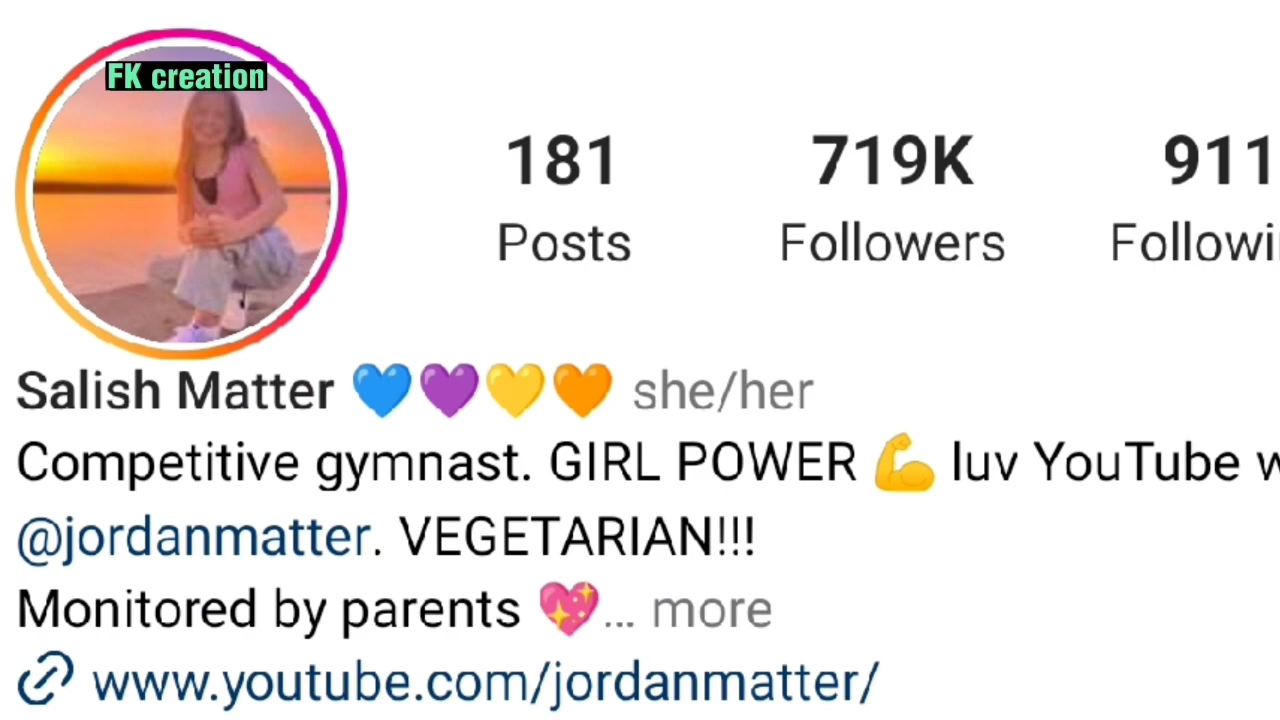 FK creation
181 719K 911
Posts Followers Followi
Salish Matter 💙💜💛🧡 she/her
Competitive gymnast. GIRL POWER 💪 luv YouTube w
@jordanmatter. VEGETARIAN!!!
Monitored by parents 💖... more
www.youtube.com/jordanmatter/